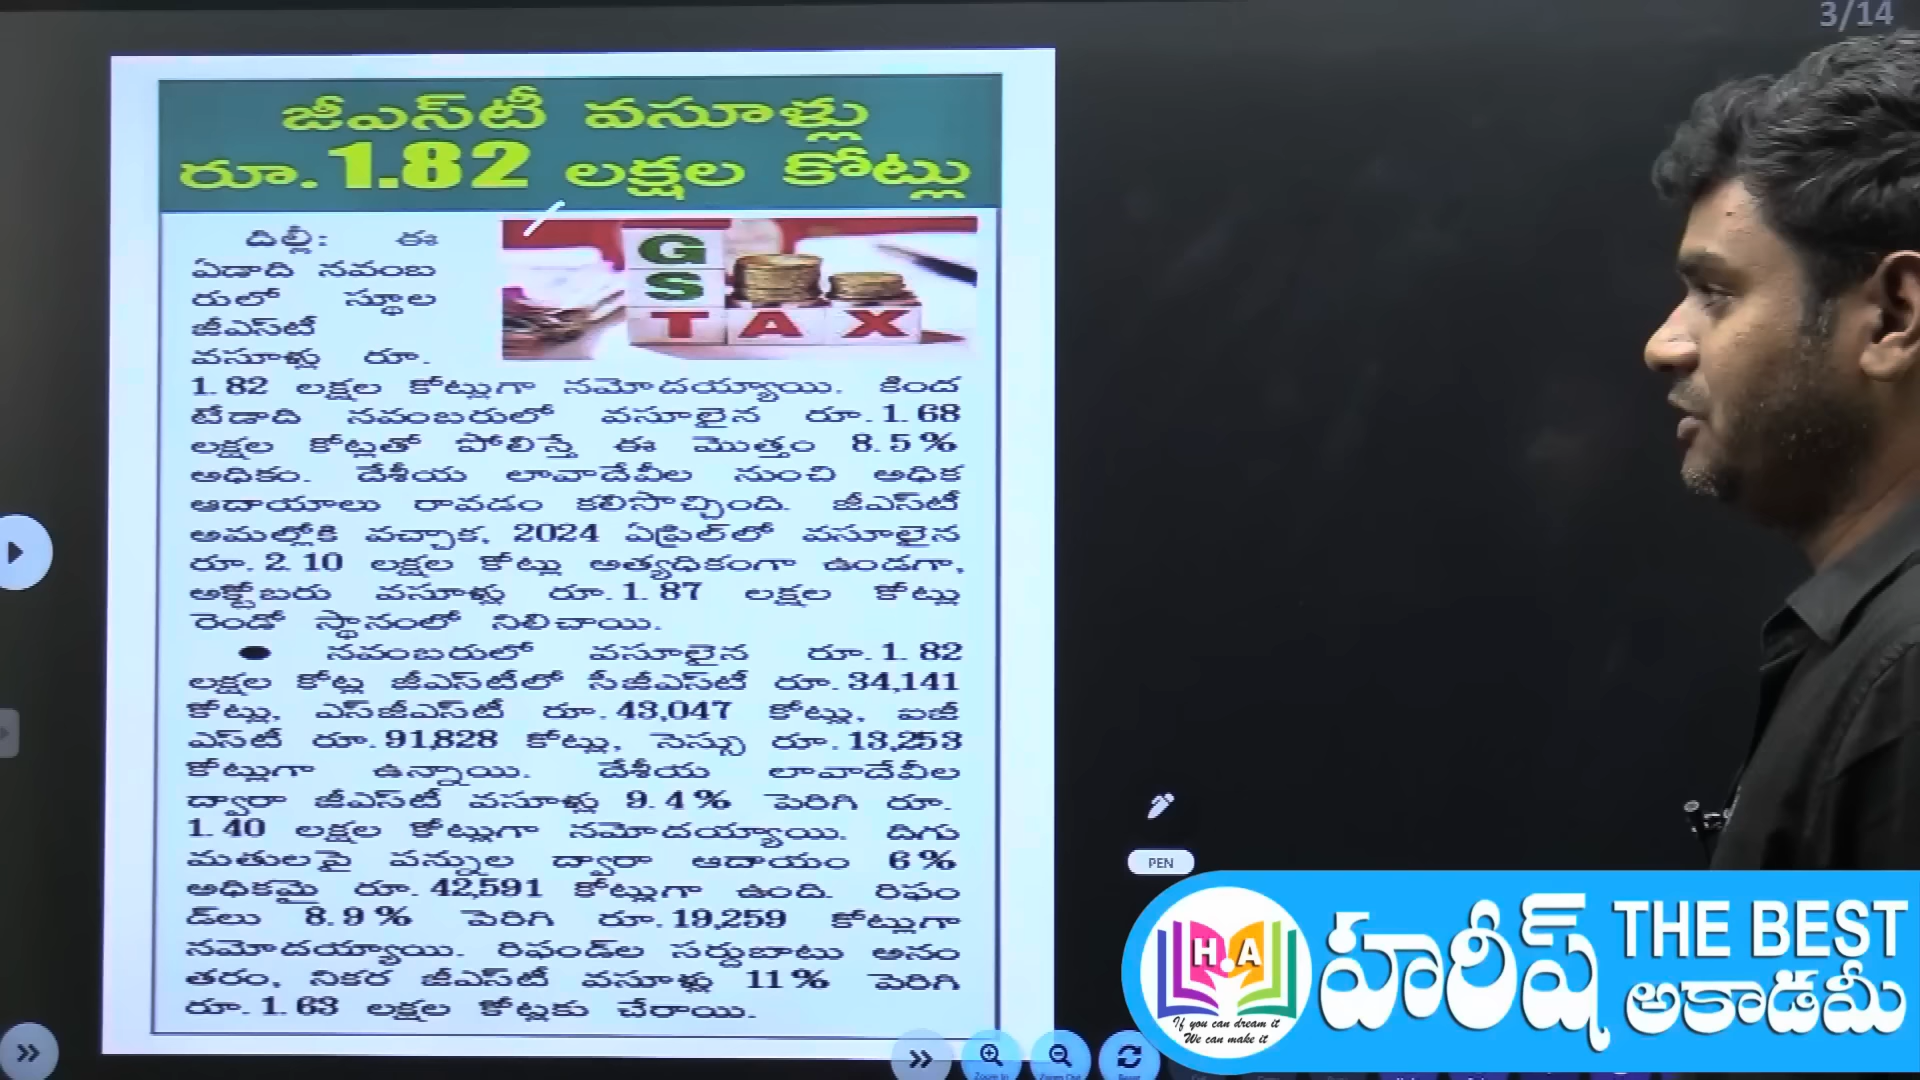 3/14
జీఎస్‌టీ వసూళ్లు
రూ.1.82 లక్షల కోట్లు
దిల్లీ: ఈ
ఏడాది నవంబ
రులో స్థూల
జీఎస్‌టీ
వసూళ్లు రూ.
G
S
TAX
1.82 లక్షల కోట్లుగా నమోదయ్యాయి. కింద
టేడాది నవంబరులో వసూలైన రూ.1.68
లక్షల కోట్లతో పోలిస్తే ఈ మొత్తం 8.5%
అధికం. దేశీయ లావాదేవీల నుంచి అధిక
ఆదాయాలు రావడం కలిసొచ్చింది. జీఎస్‌టీ
అమల్లోకి వచ్చాక, 2024 ఏప్రిల్‌లో వసూలైన
రూ.2.10 లక్షల కోట్లు అత్యధికంగా ఉండగా,
అక్టోబరు వసూళ్లు రూ.1.87 లక్షల కోట్లు
రెండో స్థానంలో నిలిచాయి.
● నవంబరులో వసూలైన రూ.1.82
లక్షల కోట్ల జీఎస్‌టీలో సీజీఎస్‌టీ రూ.34,141
కోట్లు, ఎస్‌జీఎస్‌టీ రూ.43,047 కోట్లు, ఐజీ
ఎస్‌టీ రూ.91,828 కోట్లు, సెస్సు రూ.13,253
కోట్లుగా ఉన్నాయి. దేశీయ లావాదేవీల
ద్వారా జీఎస్‌టీ వసూళ్లు 9.4% పెరిగి రూ.
1.40 లక్షల కోట్లుగా నమోదయ్యాయి. దిగు
మతులపై పన్నుల ద్వారా ఆదాయం 6%
అధికమై రూ.42,591 కోట్లుగా ఉంది. రిఫం
డ్‌లు 8.9% పెరిగి రూ.19,259 కోట్లుగా
నమోదయ్యాయి. రిఫండ్‌ల సర్దుబాటు అనం
తరం, నికర జీఎస్‌టీ వసూళ్లు 11% పెరిగి
రూ.1.63 లక్షల కోట్లకు చేరాయి.
PEN
Zoom In
Zoom Out
Reset
H.A
If you can dream it
We can make it
హరీష్
THE BEST
అకాడమీ